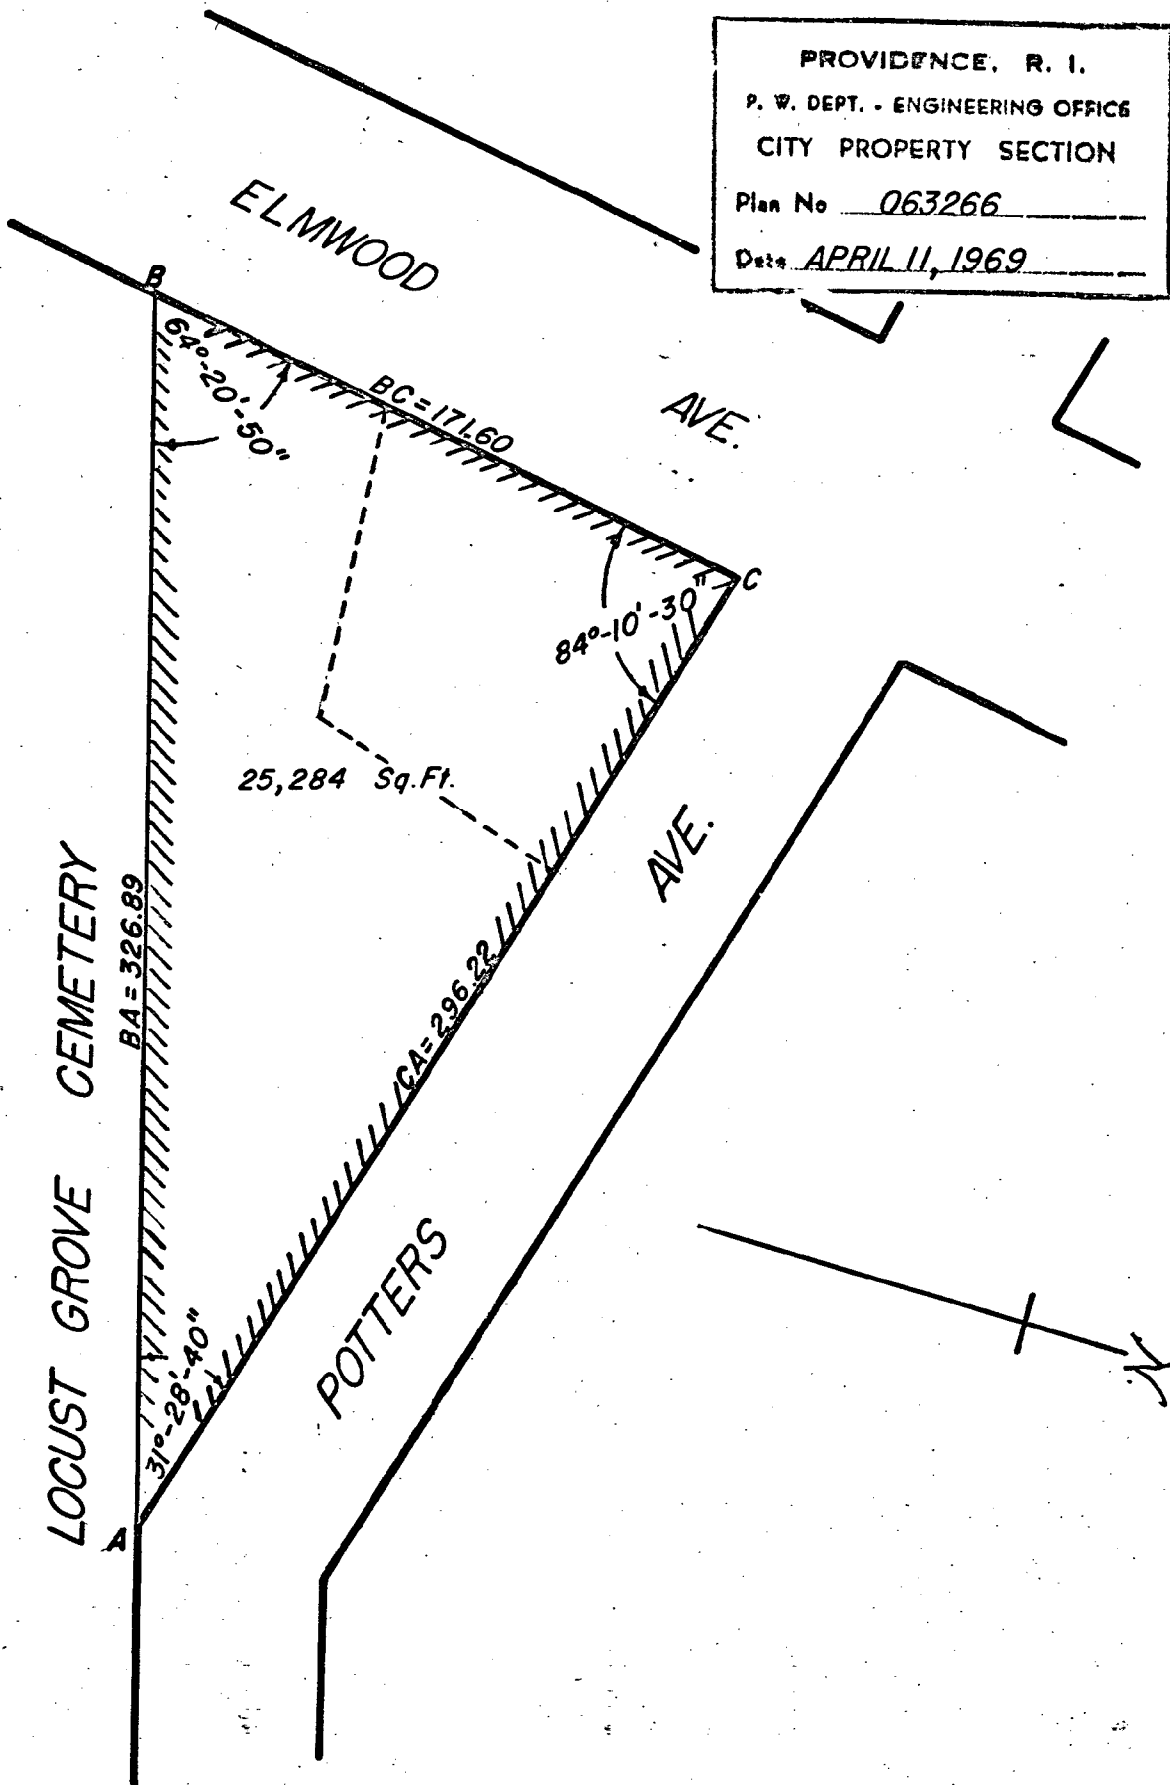 PROVIDENCE, R. I.
P. W. DEPT. - ENGINEERING OFFICE
CITY PROPERTY SECTION
Plan No 063266
Date APRIL 11, 1969
ELMWOOD AVE.
B
64°-20'-50"
BC=171.60
C
84°-10'-30"
25,284 Sq.Ft.
LOCUST GROVE CEMETERY
BA=326.89
CA=296.22
POTTERS AVE.
31°-28'-40"
A
N